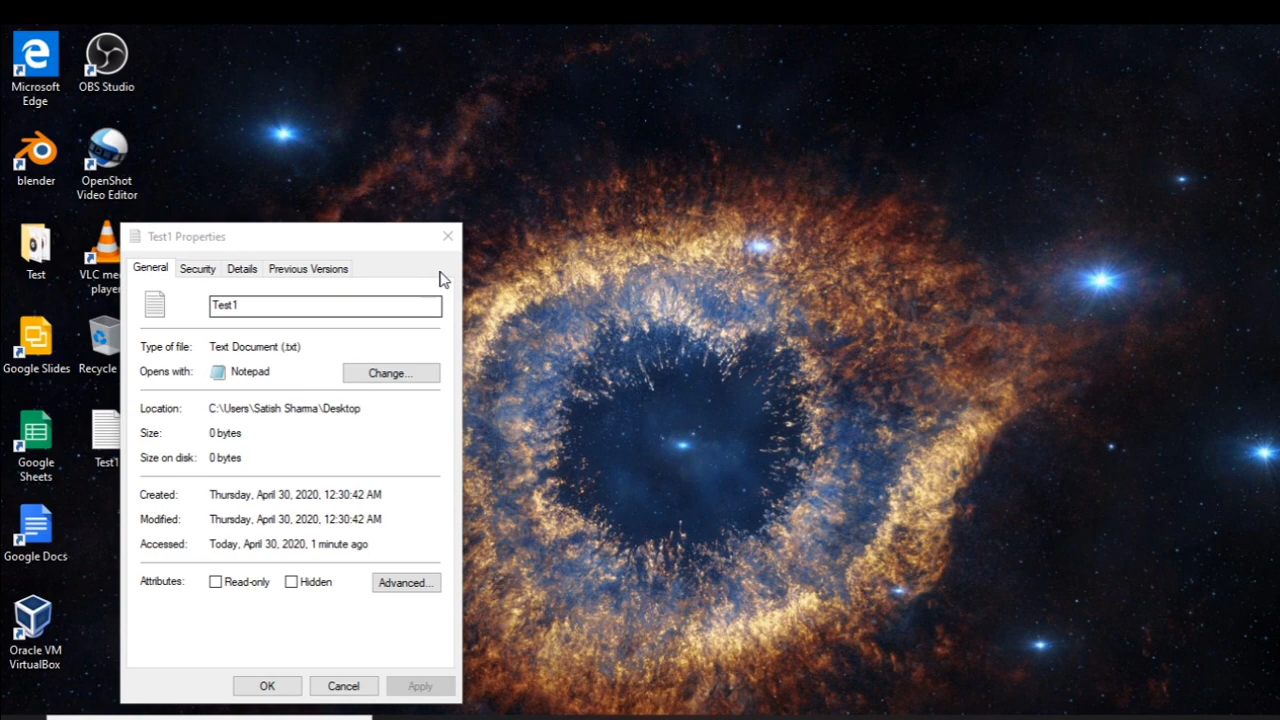 Microsoft
Edge
OBS Studio
blender
OpenShot
Video Editor
Test
VLC me
player
Google Slides
Recycle
Google
Sheets
Test1
Google Docs
Oracle VM
VirtualBox
Test1 Properties
General Security Details Previous Versions
Test1
Type of file: Text Document (.txt)
Opens with: Notepad Change...
Location: C:\Users\Satish Sharma\Desktop
Size: 0 bytes
Size on disk: 0 bytes
Created: Thursday, April 30, 2020, 12:30:42 AM
Modified: Thursday, April 30, 2020, 12:30:42 AM
Accessed: Today, April 30, 2020, 1 minute ago
Attributes: Read-only Hidden Advanced...
OK Cancel Apply